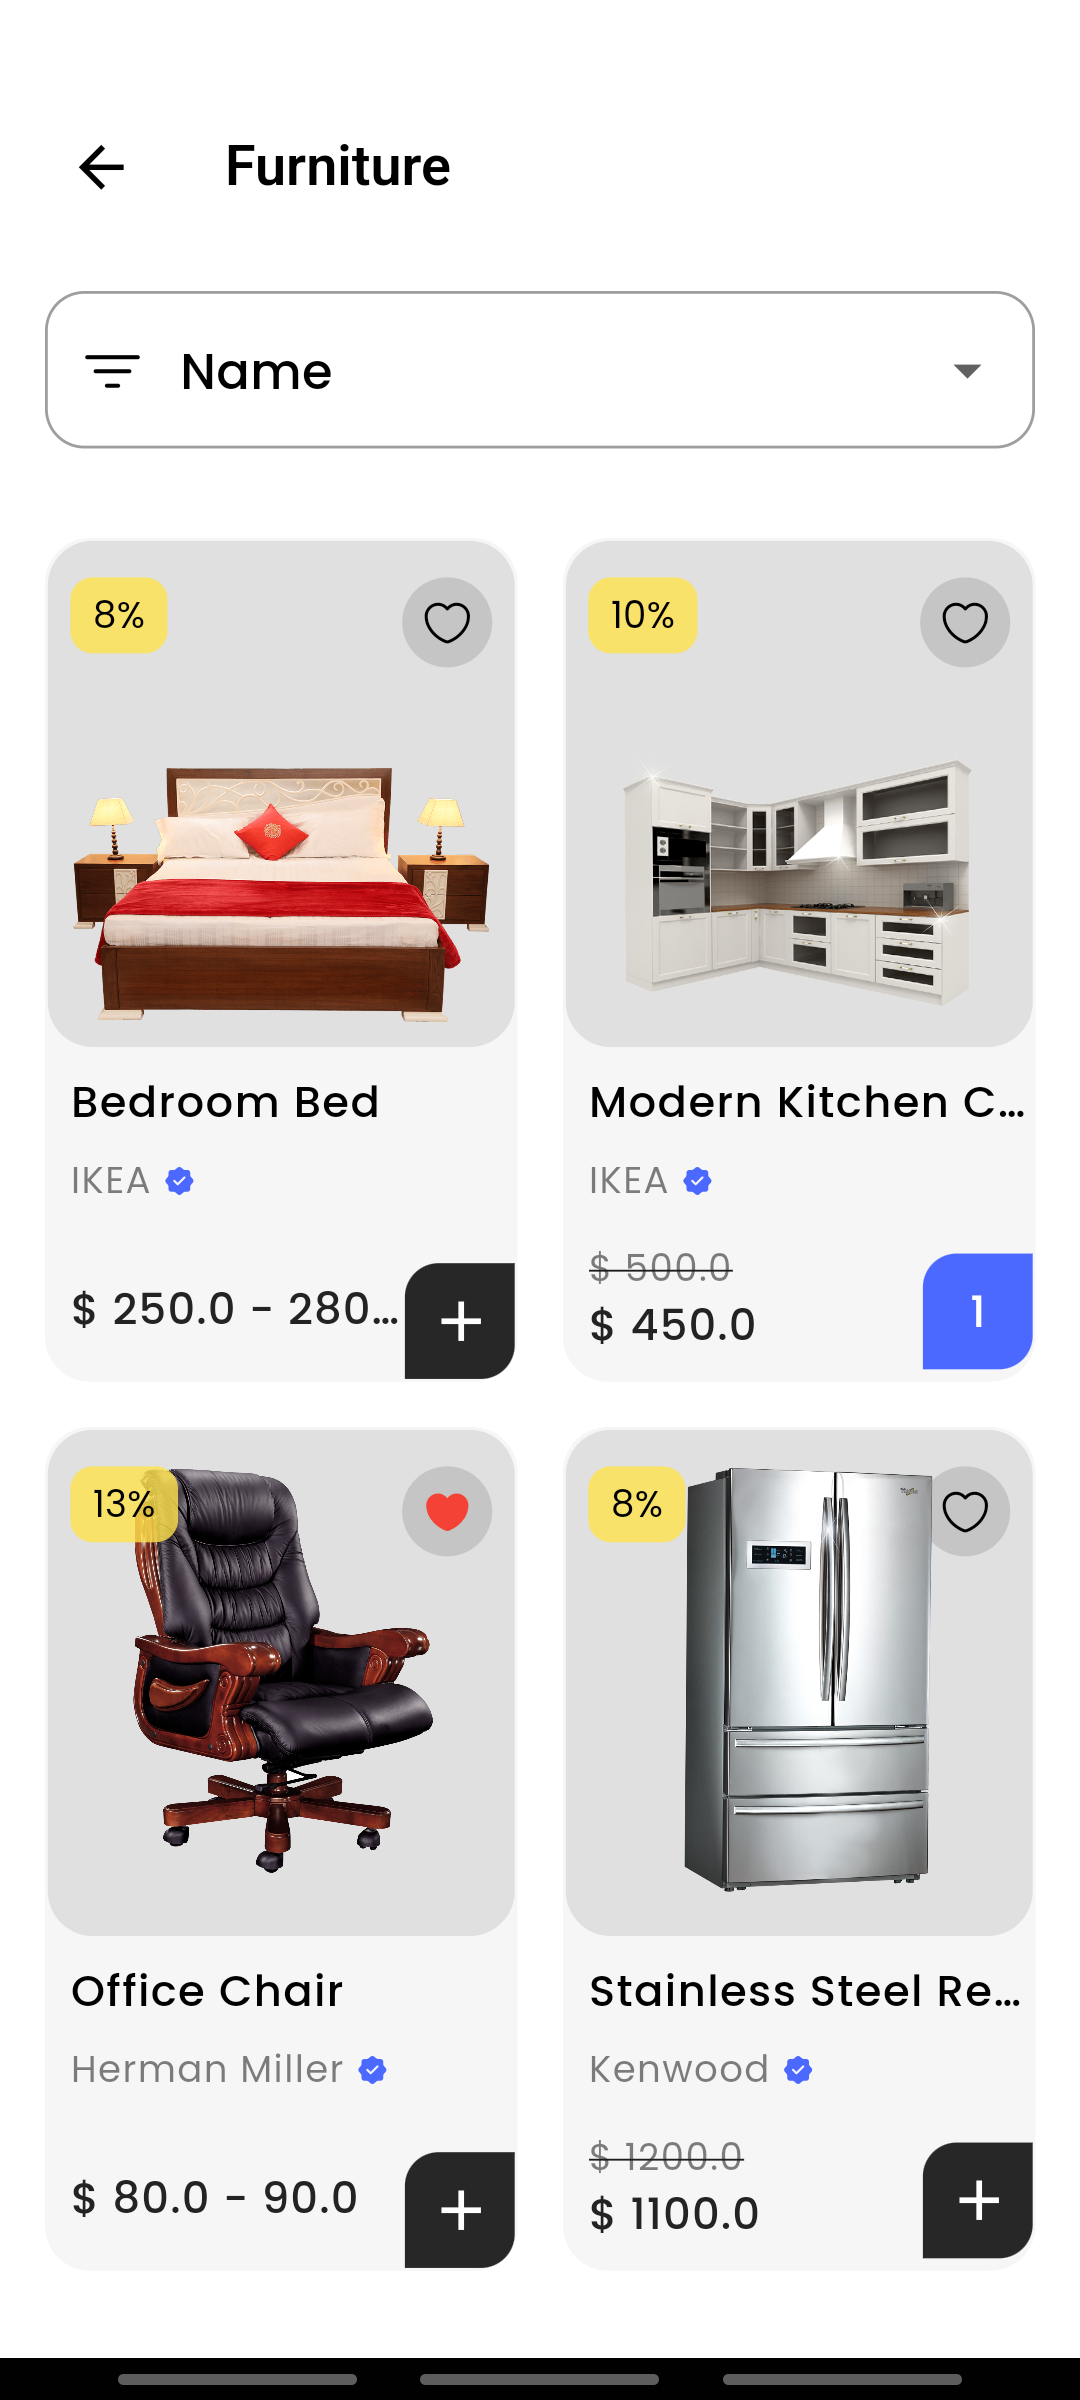 Furniture
Name
8%
10%
Bedroom Bed
IKEA
$ 250.0 - 280...
Modern Kitchen C...
IKEA
$ 500.0
$ 450.0
1
13%
8%
Office Chair
Herman Miller
$ 80.0 - 90.0
Stainless Steel Re...
Kenwood
$ 1200.0
$ 1100.0